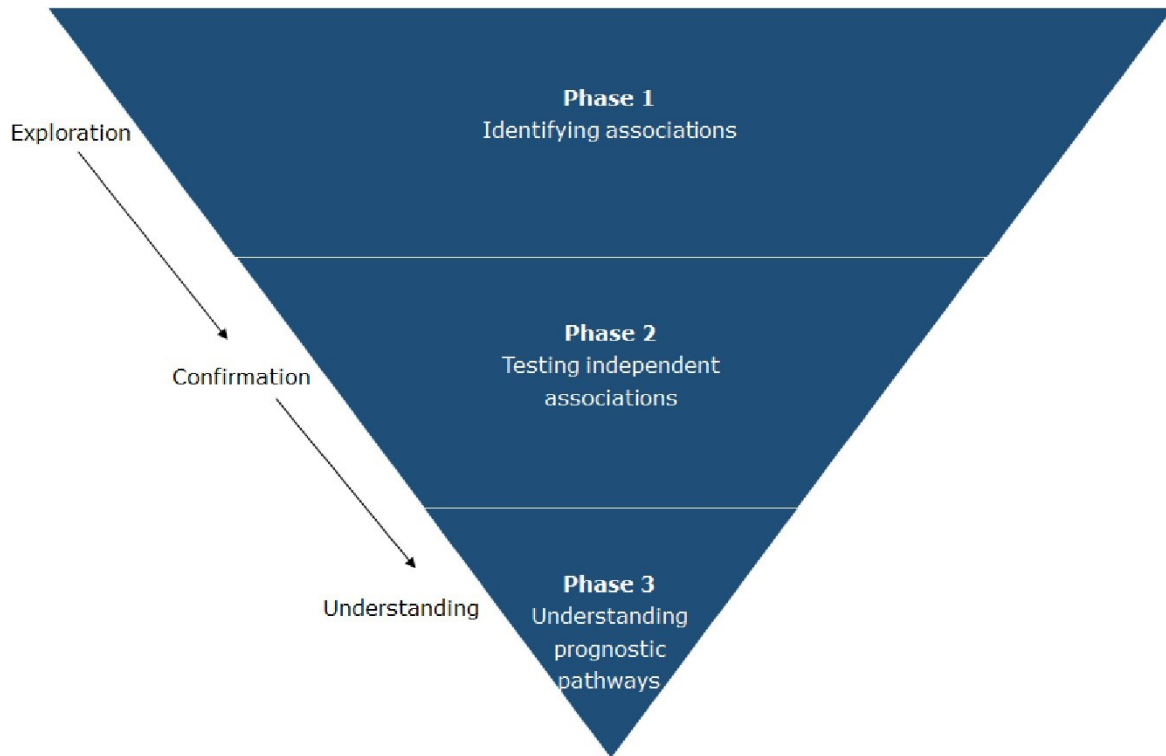 Phase 1
Identifying associations
Exploration
Phase 2
Testing independent
associations
Confirmation
Phase 3
Understanding
prognostic
pathways
Understanding